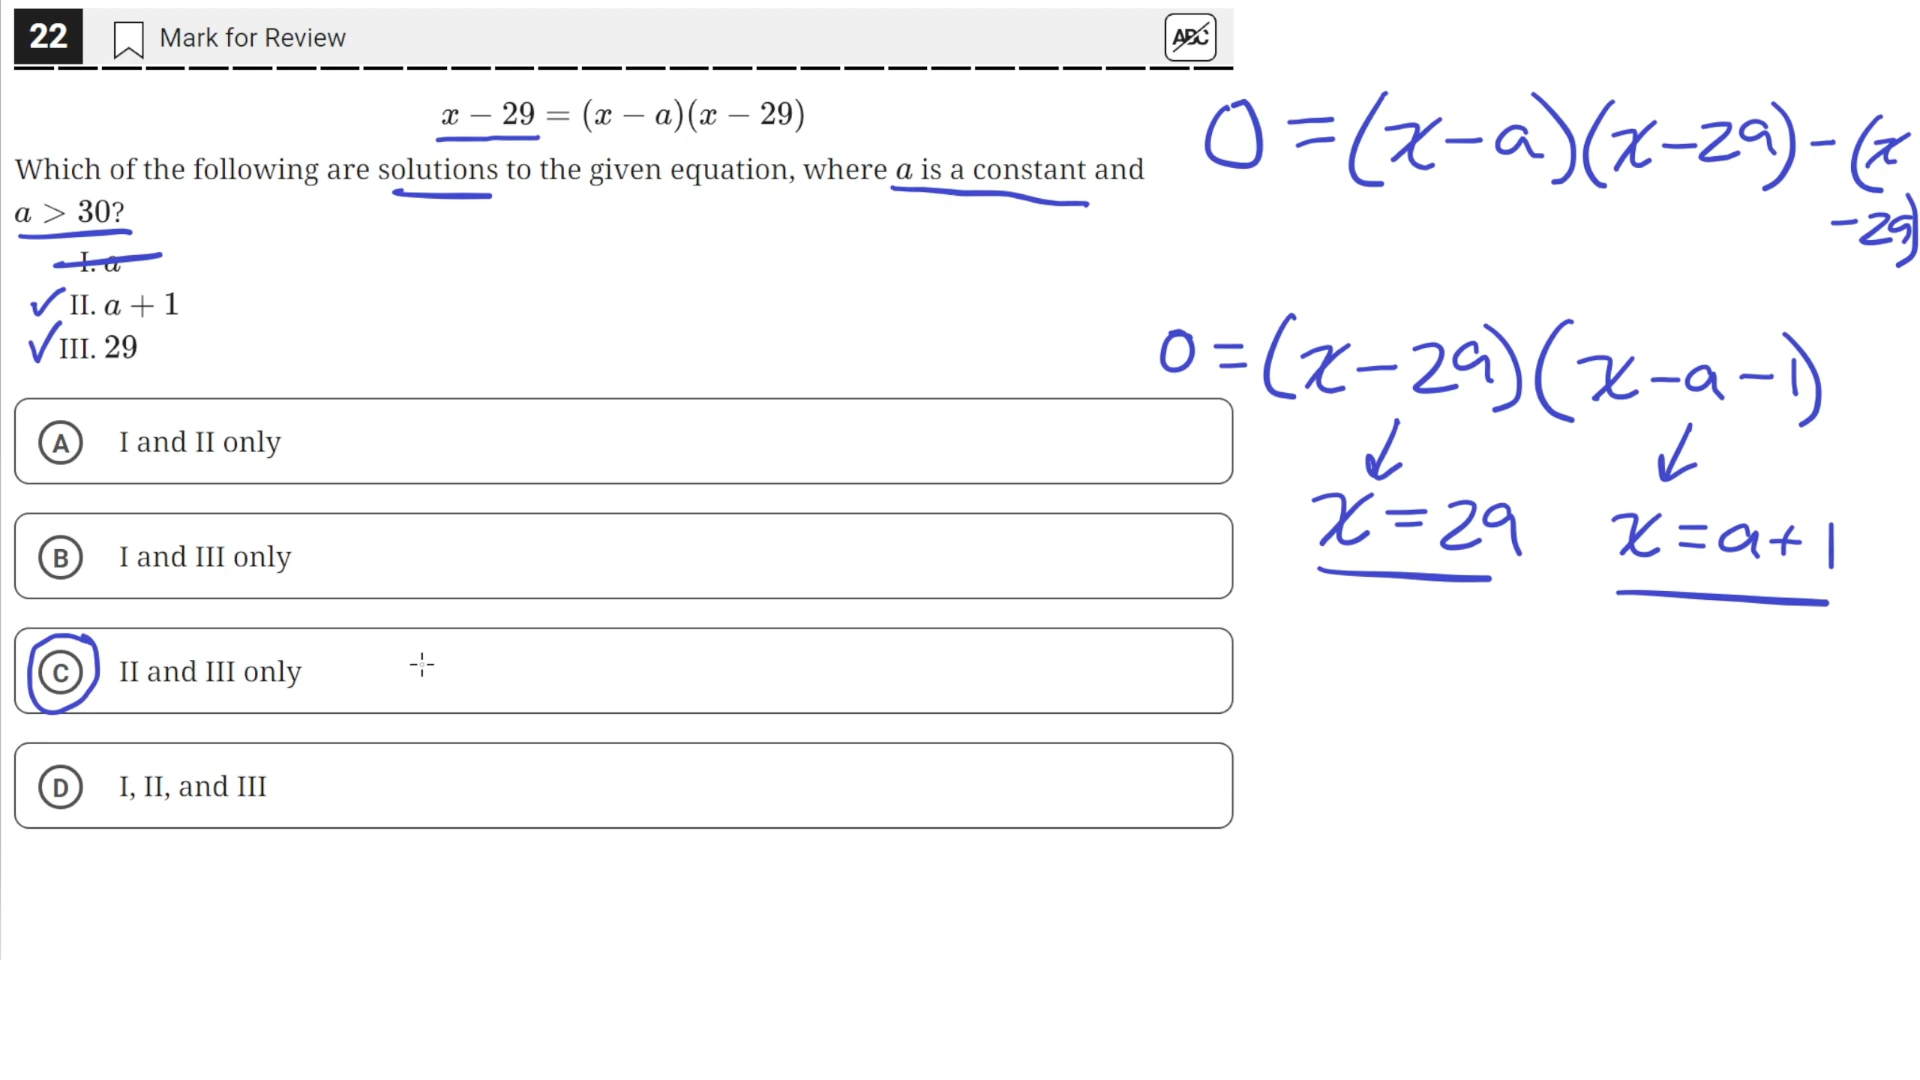 22 Mark for Review ABC
x − 29 = (x − a)(x − 29)
Which of the following are solutions to the given equation, where a is a constant and
a > 30?
I. a
II. a + 1
III. 29
A I and II only
B I and III only
C II and III only
D I, II, and III
0 = (x-a)(x-29) - (x
-29)
0 = (x-29)(x-a-1)
x = 29 x = a+1